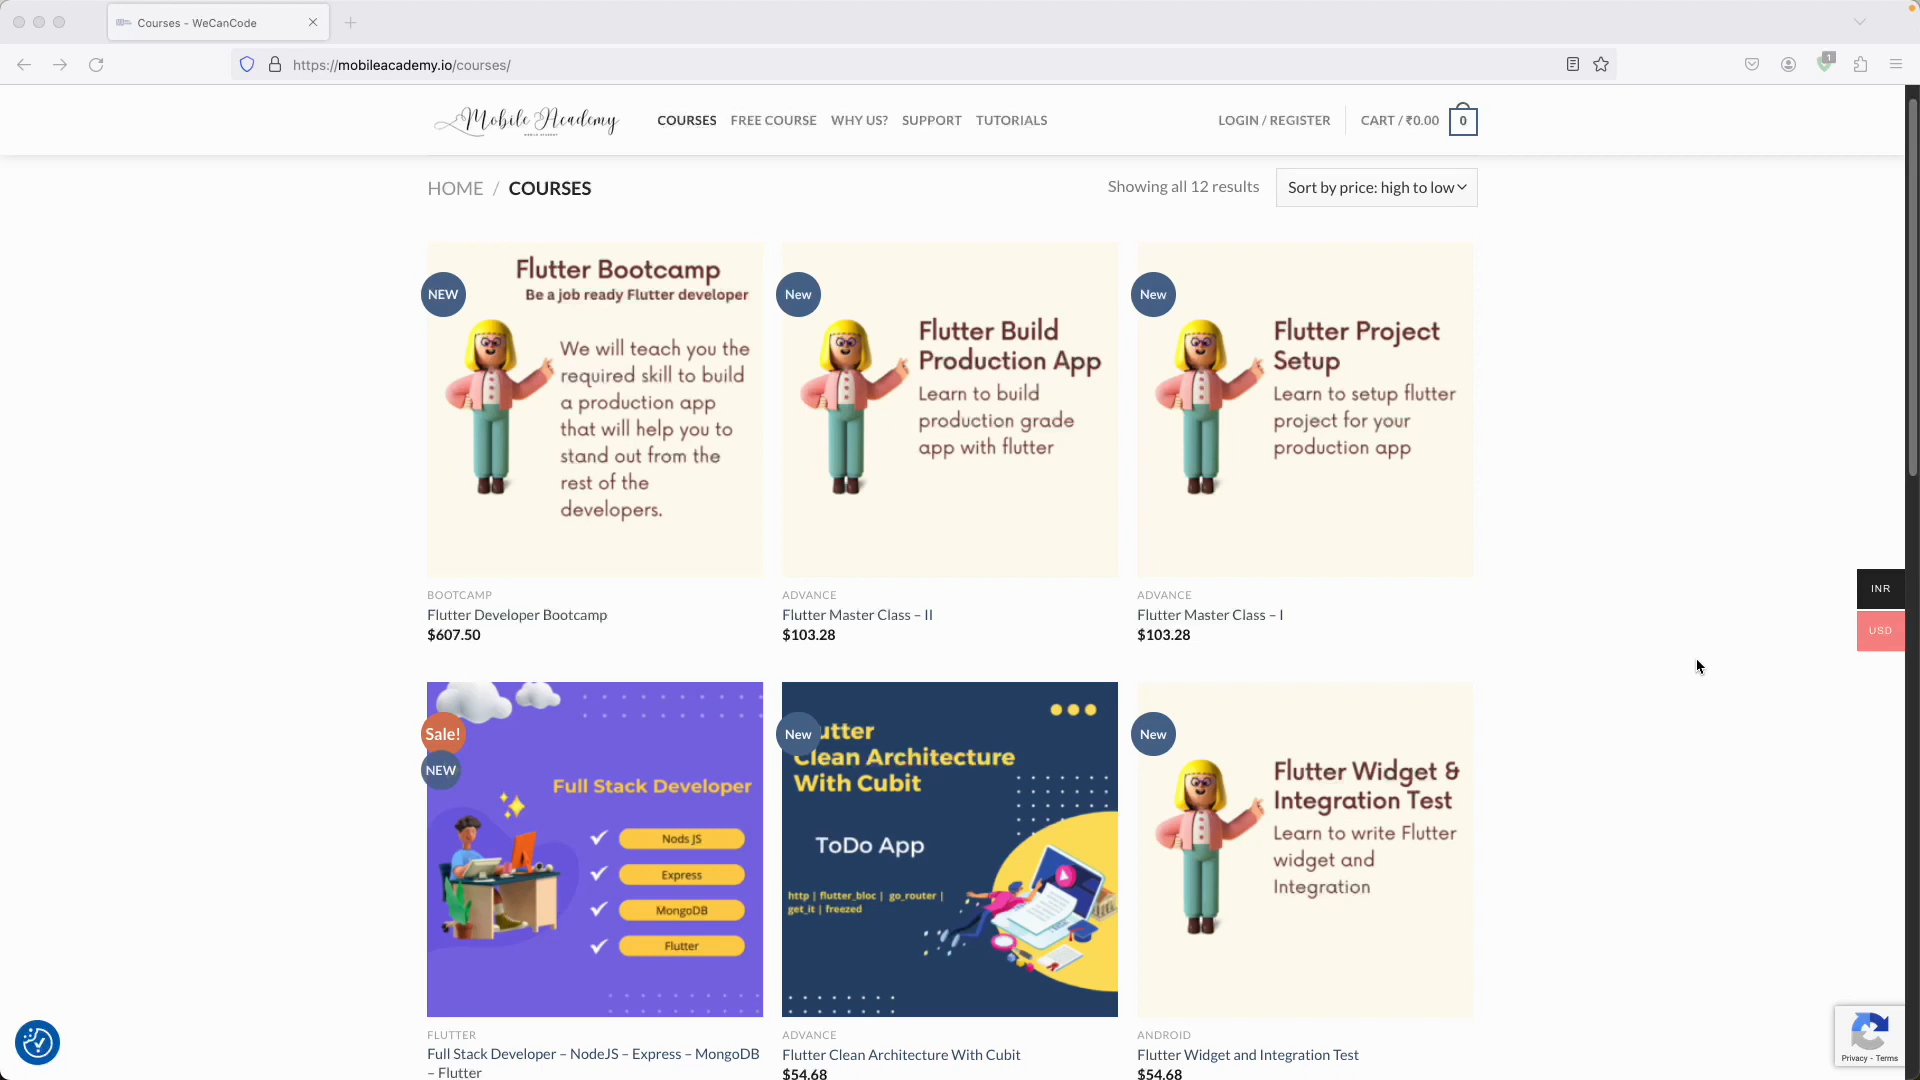 Courses - WeCanCode
https://mobileacademy.io/courses/
1
Mobile Academy
COURSES
FREE COURSE
WHY US?
SUPPORT
TUTORIALS
LOGIN / REGISTER
CART / ₹0.00
0
HOME / COURSES
Showing all 12 results
Sort by price: high to low
NEW
Flutter Bootcamp
Be a job ready Flutter developer
We will teach you the
required skill to build
a production app
that will help you to
stand out from the
rest of the
developers.
BOOTCAMP
Flutter Developer Bootcamp
$607.50
New
Flutter Build
Production App
Learn to build
production grade
app with flutter
ADVANCE
Flutter Master Class – II
$103.28
New
Flutter Project
Setup
Learn to setup flutter
project for your
production app
ADVANCE
Flutter Master Class – I
$103.28
INR
USD
Sale!
NEW
Full Stack Developer
Nods JS
Express
MongoDB
Flutter
FLUTTER
Full Stack Developer – NodeJS – Express – MongoDB
– Flutter
New
utter
Clean Architecture
With Cubit
ToDo App
http | flutter_bloc | go_router |
get_it | freezed
ADVANCE
Flutter Clean Architecture With Cubit
$54.68
New
Flutter Widget &
Integration Test
Learn to write Flutter
widget and
Integration
ANDROID
Flutter Widget and Integration Test
$54.68
Privacy - Terms